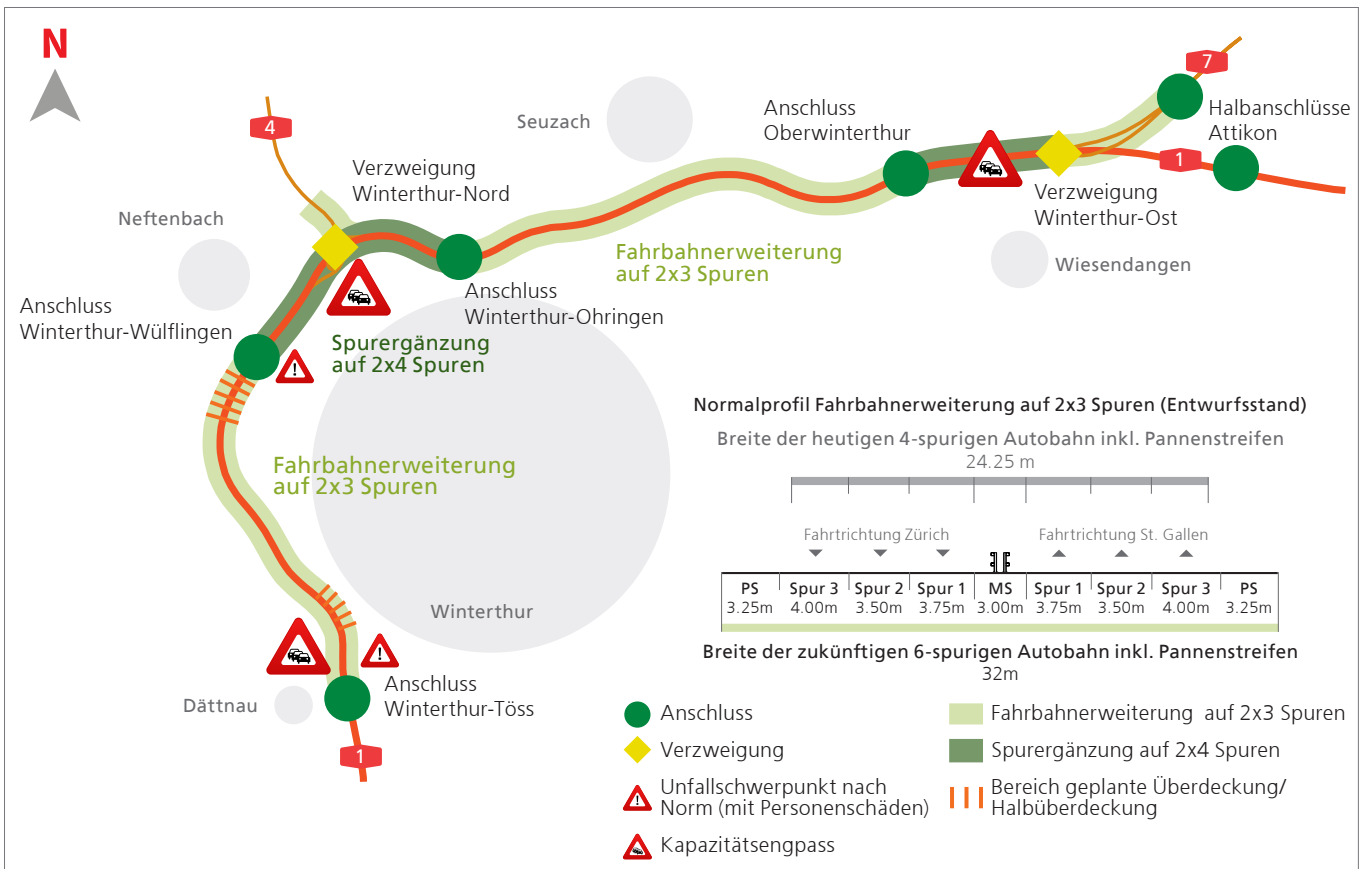 N
4
7
1
Seuzach
Anschluss
Oberwinterthur
Halbanschlüsse
Attikon
Verzweigung
Winterthur-Nord
Verzweigung
Winterthur-Ost
Neftenbach
Fahrbahnerweiterung
auf 2x3 Spuren
Wiesendangen
Anschluss
Winterthur-Wülflingen
Anschluss
Winterthur-Ohringen
Spurergänzung
auf 2x4 Spuren
Fahrbahnerweiterung
auf 2x3 Spuren
Winterthur
Dättnau
Anschluss
Winterthur-Töss
1
Normalprofil Fahrbahnerweiterung auf 2x3 Spuren (Entwurfsstand)
Breite der heutigen 4-spurigen Autobahn inkl. Pannenstreifen
24.25 m
Fahrtrichtung Zürich Fahrtrichtung St. Gallen
PS Spur 3 Spur 2 Spur 1 MS Spur 1 Spur 2 Spur 3 PS
3.25m 4.00m 3.50m 3.75m 3.00m 3.75m 3.50m 4.00m 3.25m
Breite der zukünftigen 6-spurigen Autobahn inkl. Pannenstreifen
32m
Anschluss
Verzweigung
Unfallschwerpunkt nach
Norm (mit Personenschäden)
Kapazitätsengpass
Fahrbahnerweiterung auf 2x3 Spuren
Spurergänzung auf 2x4 Spuren
Bereich geplante Überdeckung/
Halbüberdeckung